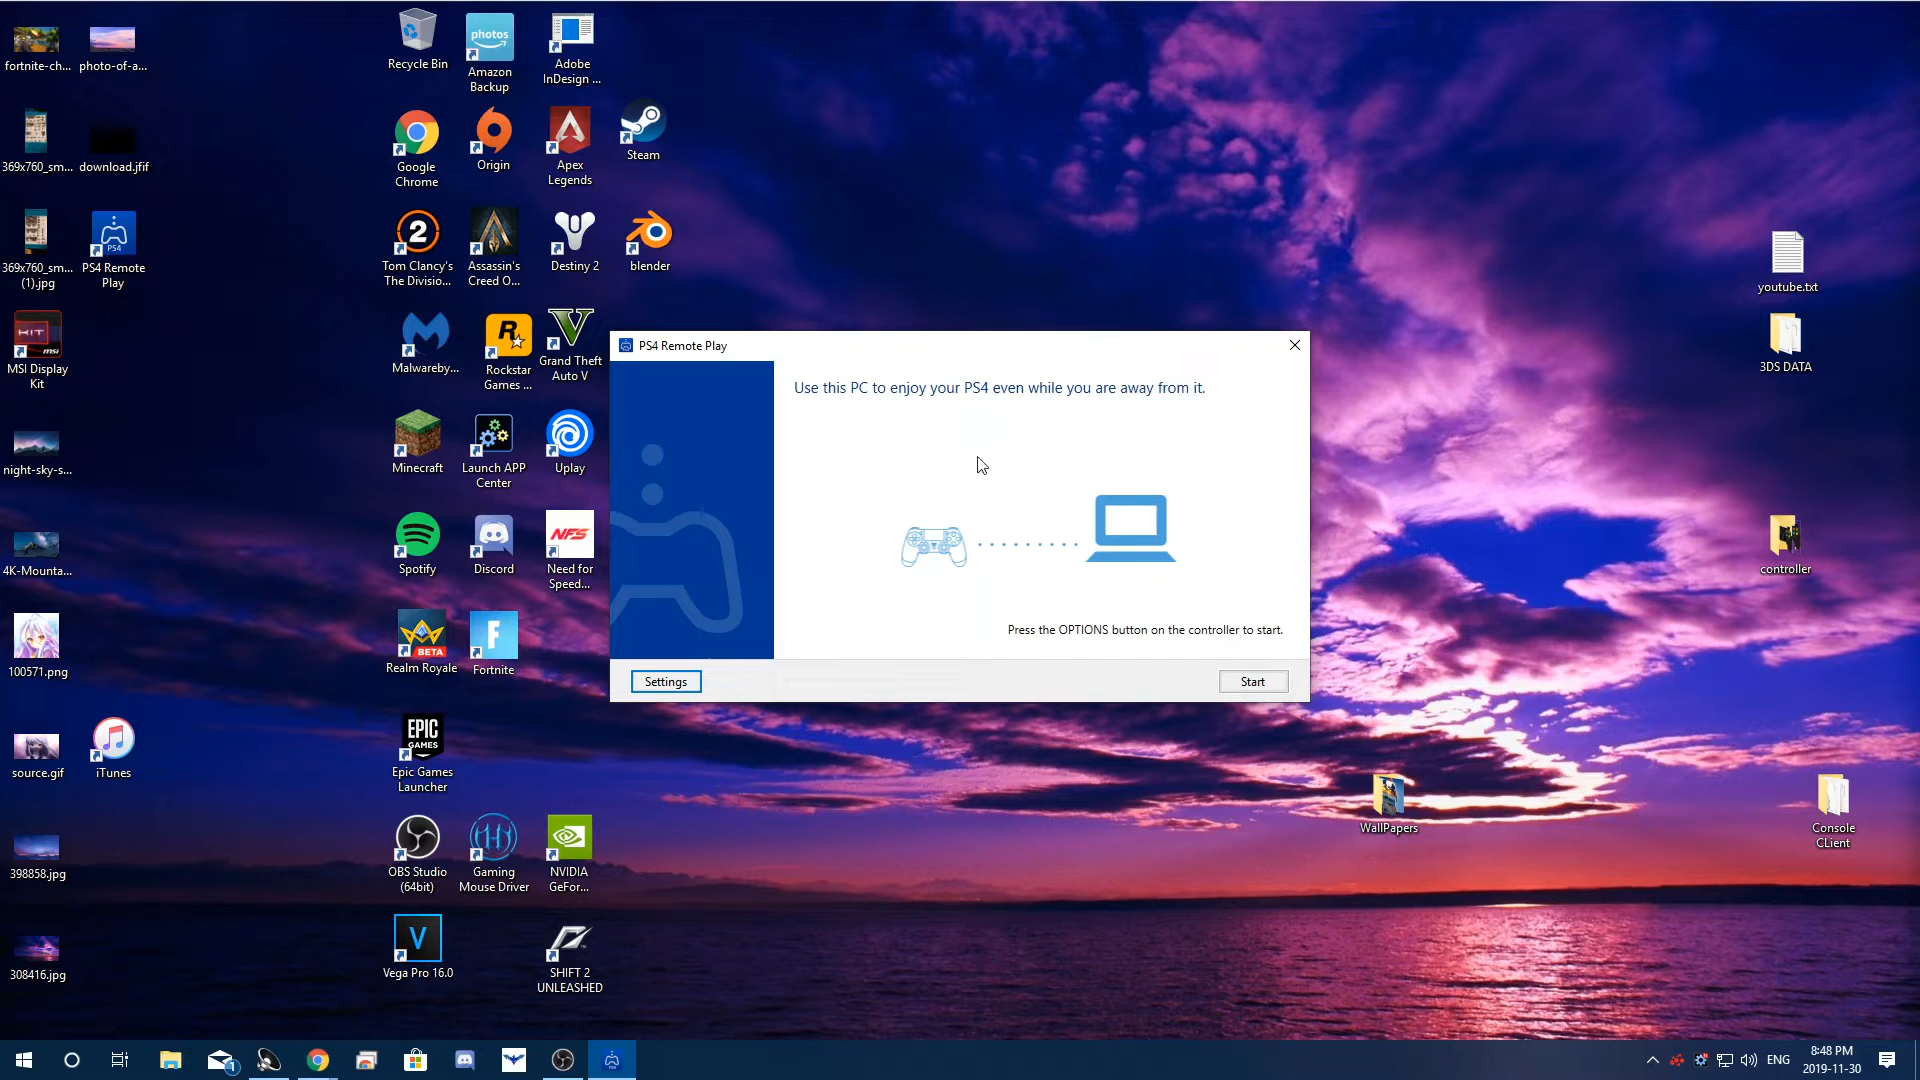 fortnite-ch...
photo-of-a...
Recycle Bin
photos
Amazon
Backup
Adobe
InDesign ...
369x760_sm...
download.jfif
Google
Chrome
Origin
Apex
Legends
Steam
369x760_sm...
(1).jpg
PS4
PS4 Remote
Play
2
Tom Clancy's
The Divisio...
Assassin's
Creed O...
Destiny 2
blender
youtube.txt
KIT
msi
MSI Display
Kit
Malwareby...
R
Rockstar
Games ...
V
Grand Theft
Auto V
3DS DATA
PS4 Remote Play
Use this PC to enjoy your PS4 even while you are away from it.
Press the OPTIONS button on the controller to start.
Settings
Start
night-sky-s...
Minecraft
Launch APP
Center
Uplay
4K-Mounta...
Spotify
Discord
NFS
Need for
Speed...
controller
100571.png
BETA
Realm Royale
F
Fortnite
source.gif
iTunes
EPIC
GAMES
Epic Games
Launcher
WallPapers
Console
CLient
398858.jpg
OBS Studio
(64bit)
Gaming
Mouse Driver
NVIDIA
GeFor...
308416.jpg
V
Vega Pro 16.0
SHIFT 2
UNLEASHED
1
ENG
8:48 PM
2019-11-30